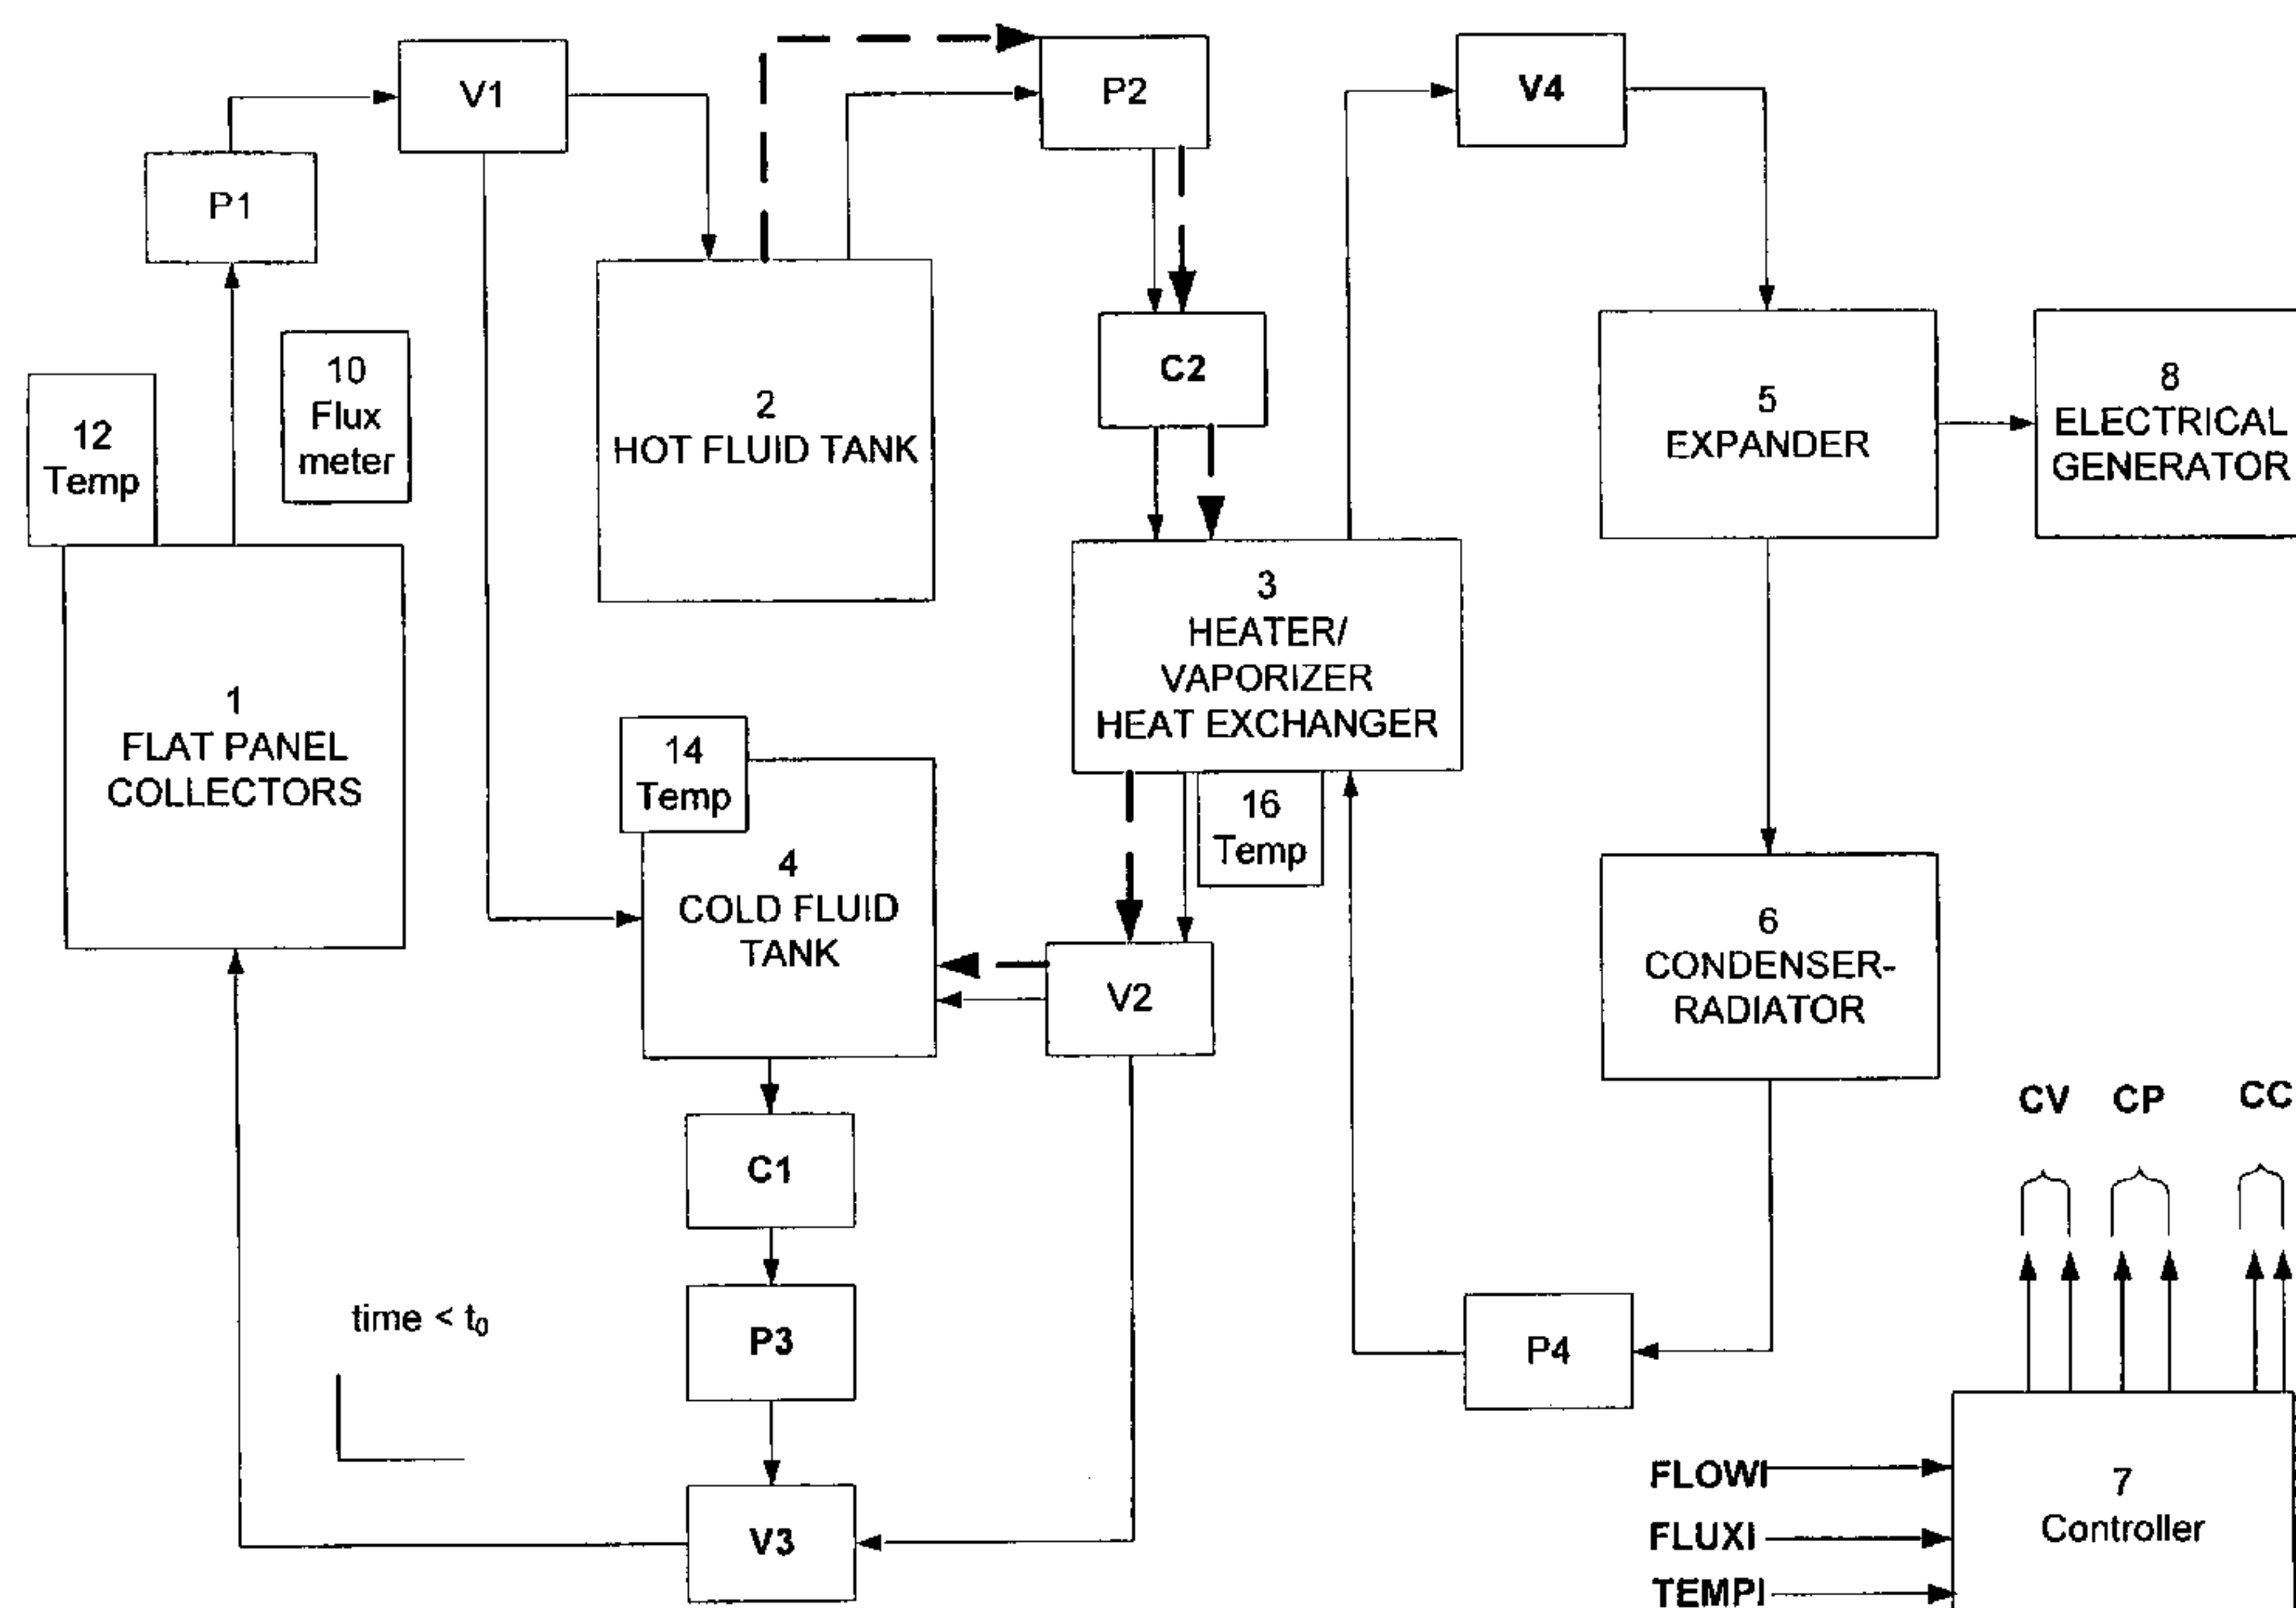 V1
P2
V4
P1
10
Flux
meter
12
Temp
C2
2
HOT FLUID TANK
5
EXPANDER
8
ELECTRICAL
GENERATOR
3
HEATER/
VAPORIZER
HEAT EXCHANGER
1
FLAT PANEL
COLLECTORS
14
Temp
16
Temp
4
COLD FLUID
TANK
V2
6
CONDENSER-
RADIATOR
C1
CV CP CC
time < t0
P3
P4
V3
FLOWI
FLUXI
TEMPI
7
Controller